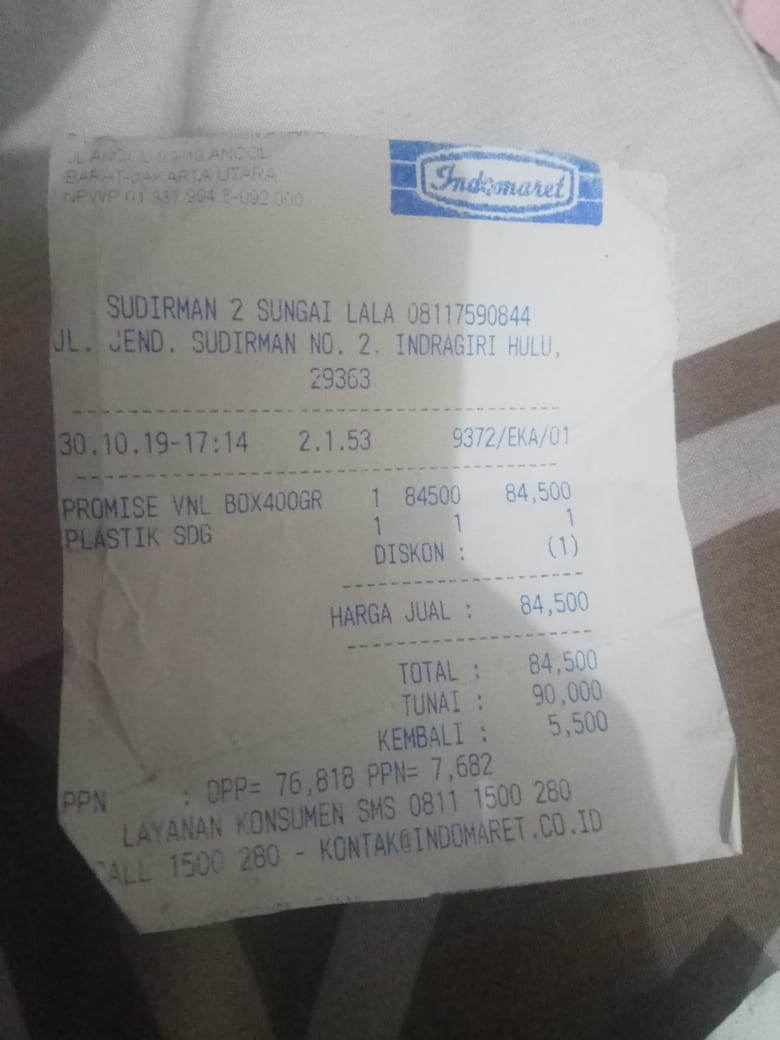 JL ANCOL 09-10 ANCOL
BARAT-JAKARTA UTARA
NPWP 01 337 994 6-092 000
Indomaret
SUDIRMAN 2 SUNGAI LALA 08117590844
JL. JEND. SUDIRMAN NO. 2. INDRAGIRI HULU,
29363
30.10.19-17:14 2.1.53 9372/EKA/01
PROMISE VNL BOX400GR 1 84500 84,500
PLASTIK SDG 1 1 1
DISKON : (1)
HARGA JUAL : 84,500
TOTAL : 84,500
TUNAI : 90,000
KEMBALI : 5,500
PPN : DPP= 76,818 PPN= 7,682
LAYANAN KONSUMEN SMS 0811 1500 280
CALL 1500 280 - KONTAK@INDOMARET.CO.ID